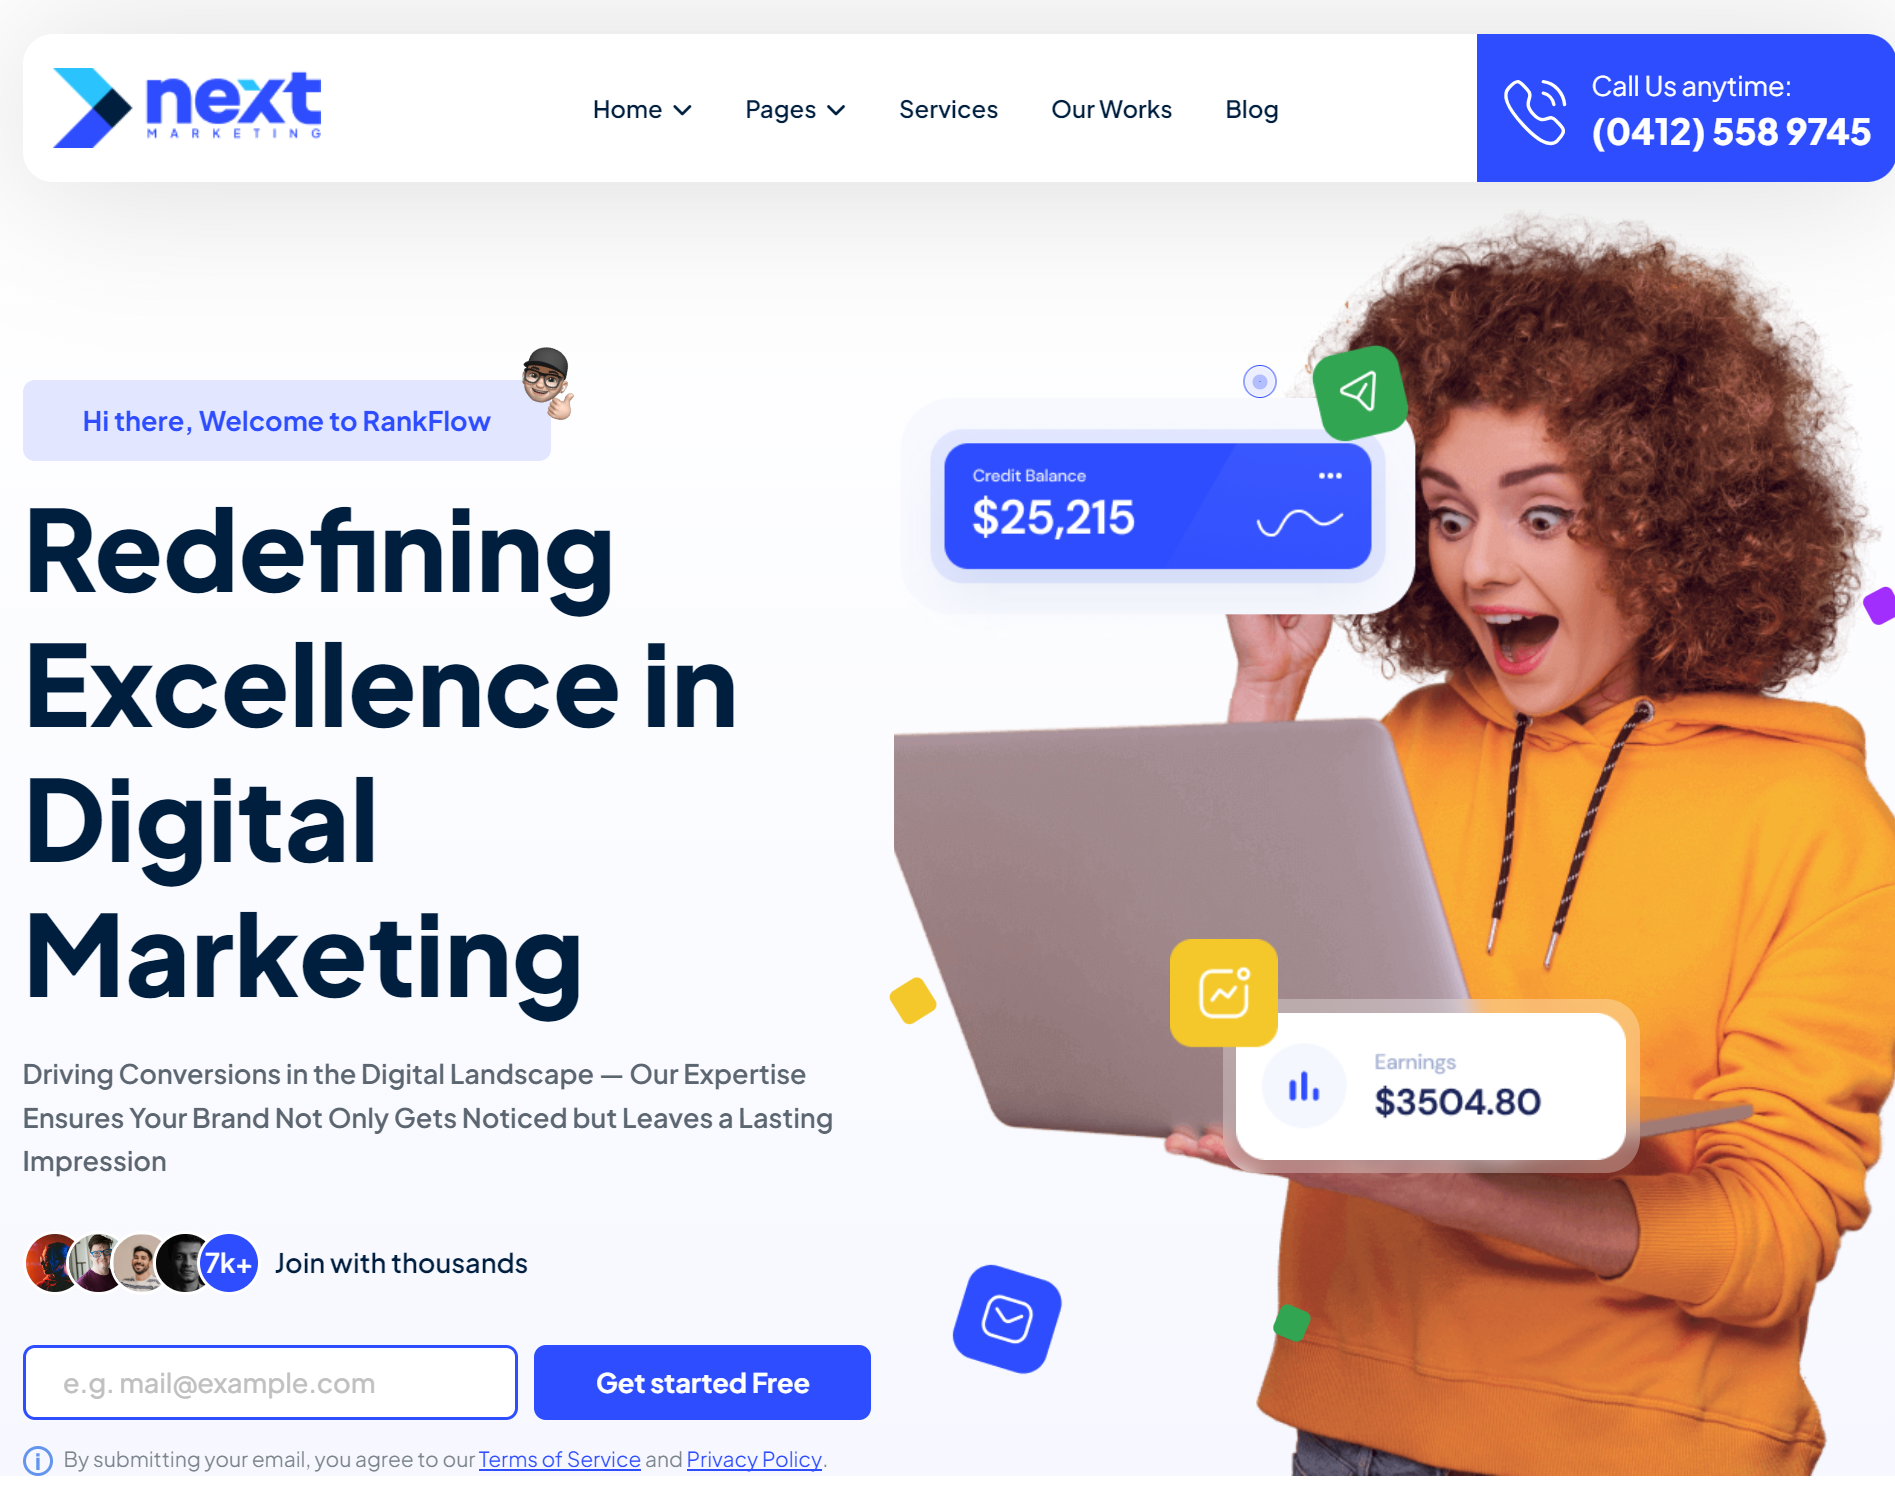 next
MARKETING
Home
Pages
Services
Our Works
Blog
Call Us anytime:
(0412) 558 9745
Hi there, Welcome to RankFlow
Redefining
Excellence in
Digital
Marketing
Driving Conversions in the Digital Landscape — Our Expertise
Ensures Your Brand Not Only Gets Noticed but Leaves a Lasting
Impression
7k+
Join with thousands
e.g. mail@example.com
Get started Free
By submitting your email, you agree to our Terms of Service and Privacy Policy.
Credit Balance
$25,215
Earnings
$3504.80